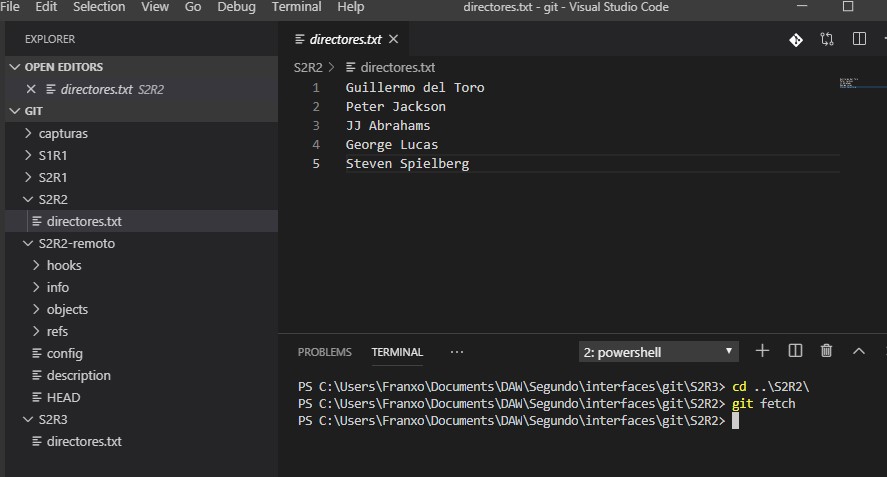 File Edit Selection View Go Debug Terminal Help directores.txt - git - Visual Studio Code
EXPLORER
OPEN EDITORS
directores.txt S2R2
GIT
capturas
S1R1
S2R1
S2R2
directores.txt
S2R2-remoto
hooks
info
objects
refs
config
description
HEAD
S2R3
directores.txt
directores.txt
S2R2 > directores.txt
1 Guillermo del Toro
2 Peter Jackson
3 JJ Abrahams
4 George Lucas
5 Steven Spielberg
PROBLEMS TERMINAL ··· 2: powershell
PS C:\Users\Franxo\Documents\DAW\Segundo\interfaces\git\S2R3> cd ..\S2R2\
PS C:\Users\Franxo\Documents\DAW\Segundo\interfaces\git\S2R2> git fetch
PS C:\Users\Franxo\Documents\DAW\Segundo\interfaces\git\S2R2>